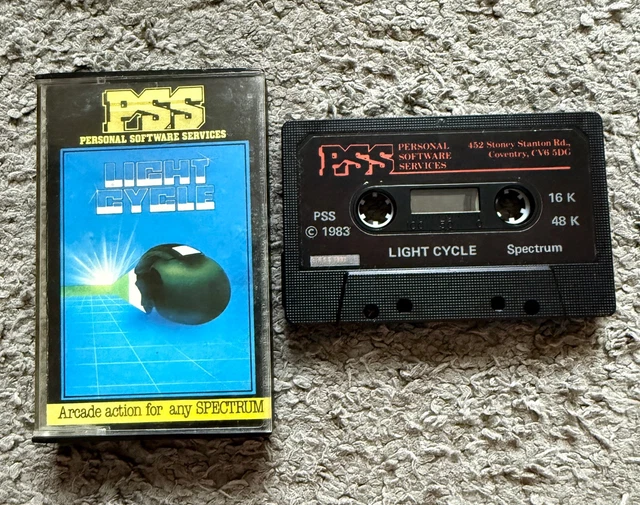 PSS
PERSONAL SOFTWARE SERVICES
LIGHT
CYCLE
Arcade action for any SPECTRUM
PSS
PERSONAL
SOFTWARE
SERVICES
452 Stoney Stanton Rd.,
Coventry, CV6 5DG
PSS
© 1983
16 K
48 K
LIGHT CYCLE
Spectrum